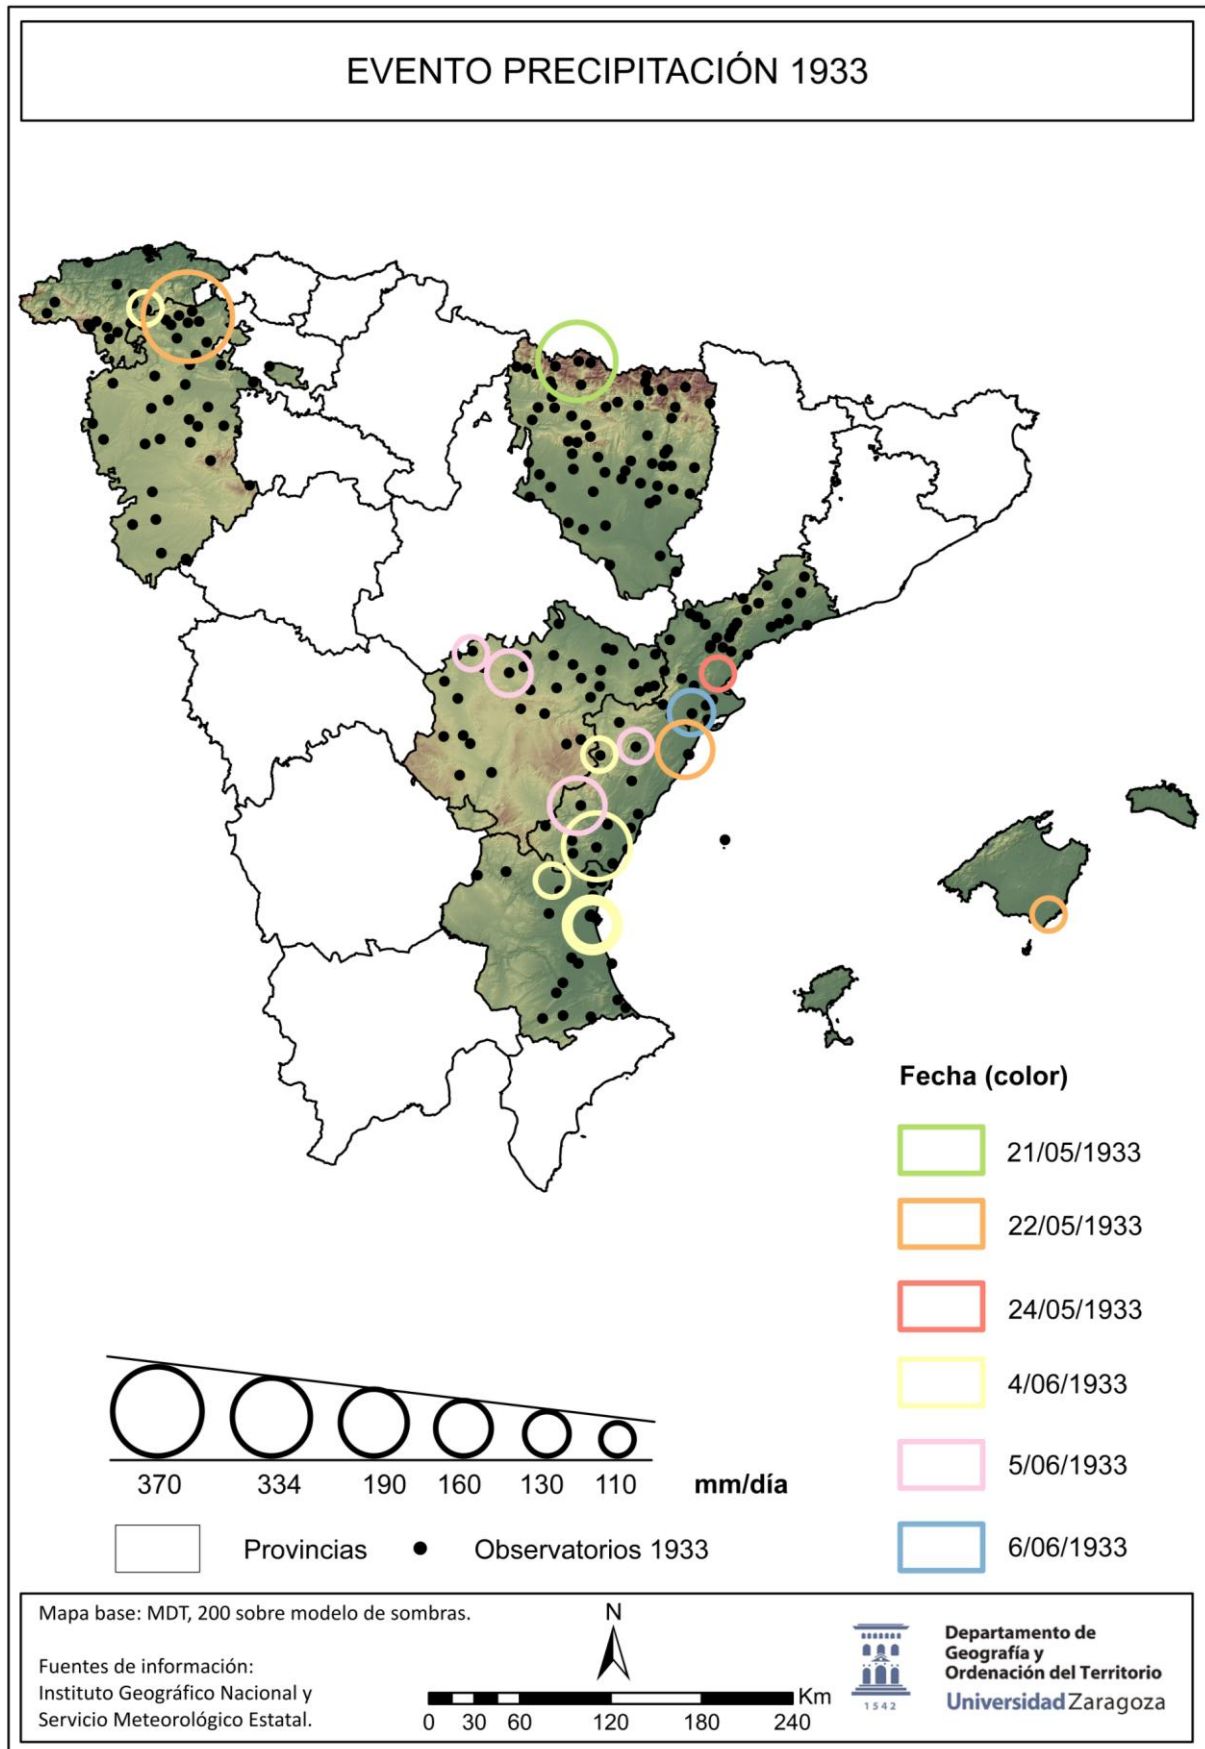 EVENTO PRECIPITACIÓN 1933
Fecha (color)
21/05/1933
22/05/1933
24/05/1933
4/06/1933
5/06/1933
6/06/1933
370 334 190 160 130 110 mm/día
Provincias Observatorios 1933
Mapa base: MDT, 200 sobre modelo de sombras.
Fuentes de información:
Instituto Geográfico Nacional y
Servicio Meteorológico Estatal.
N
Km
0 30 60 120 180 240
1542
Departamento de
Geografía y
Ordenación del Territorio
Universidad Zaragoza